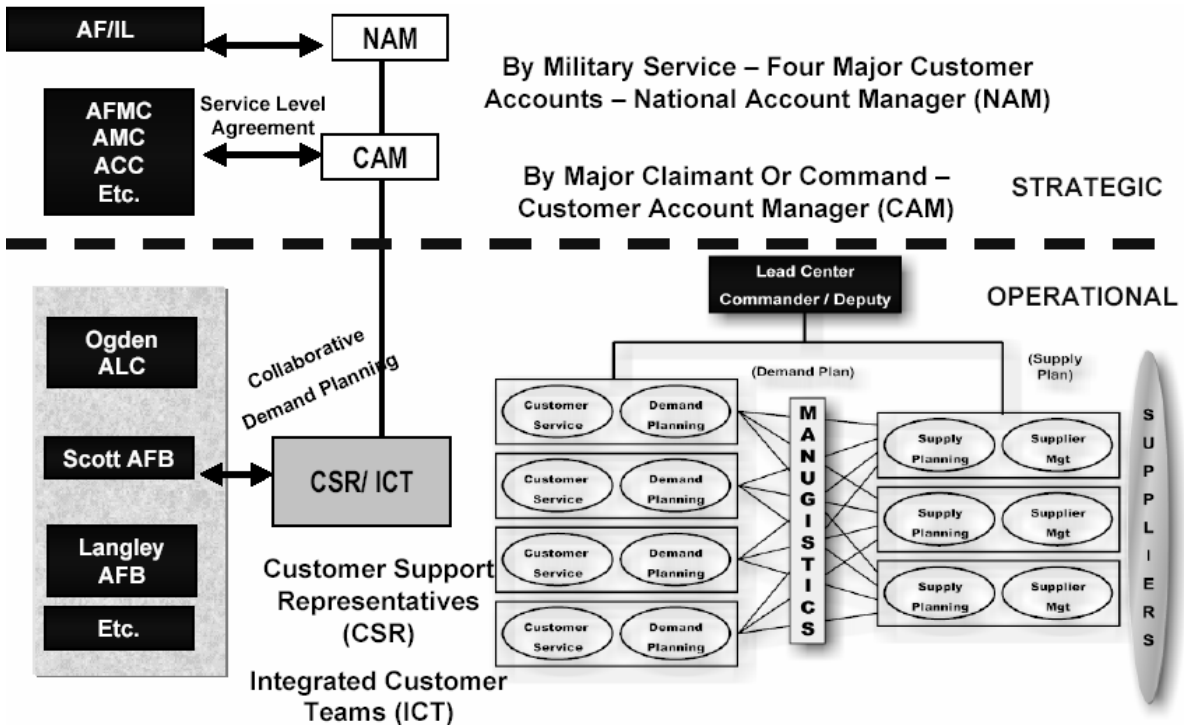 AF/IL
NAM
By Military Service – Four Major Customer
Accounts – National Account Manager (NAM)
AFMC
AMC
ACC
Etc.
Service Level
Agreement
CAM
By Major Claimant Or Command –
Customer Account Manager (CAM)
STRATEGIC
Lead Center
Commander / Deputy
OPERATIONAL
Ogden
ALC
Scott AFB
Langley
AFB
Etc.
Collaborative
Demand Planning
CSR/ ICT
Customer Support
Representatives
(CSR)
Integrated Customer
Teams (ICT)
(Demand Plan)
(Supply
Plan)
Customer
Service
Demand
Planning
Customer
Service
Demand
Planning
Customer
Service
Demand
Planning
Customer
Service
Demand
Planning
MANUGISTICS
Supply
Planning
Supplier
Mgt
Supply
Planning
Supplier
Mgt
Supply
Planning
Supplier
Mgt
SUPPLIERS